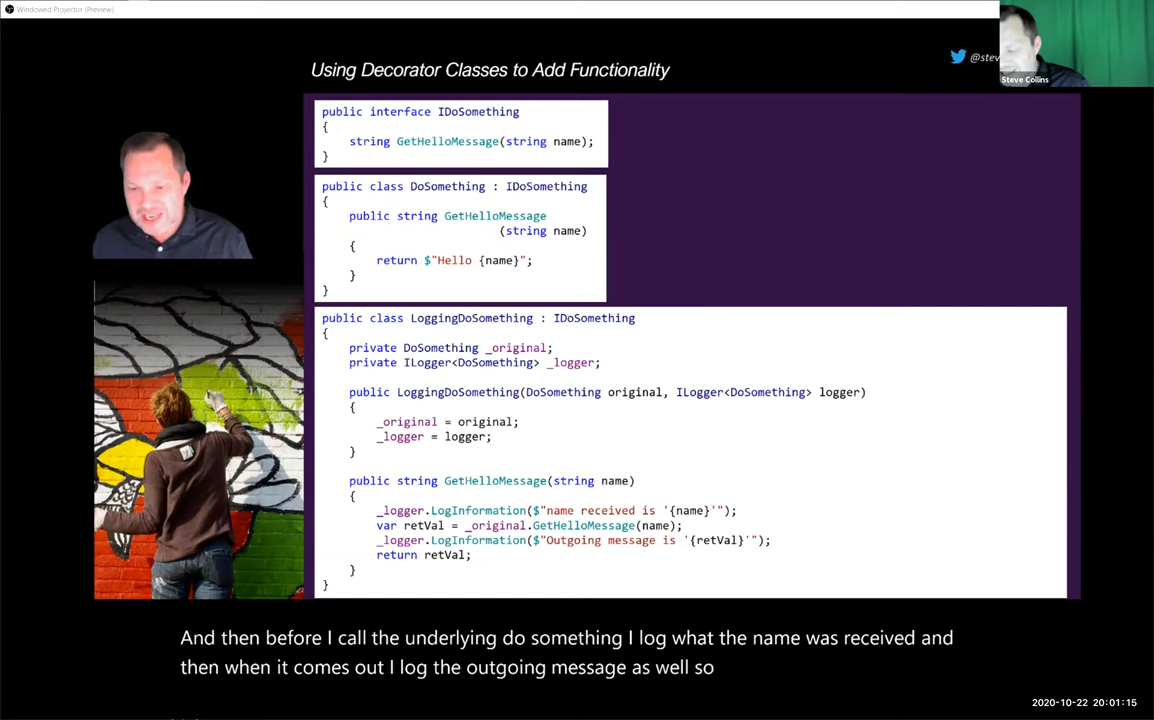 Windowed Projector (Preview)
Using Decorator Classes to Add Functionality
@stev
Steve Collins
public interface IDoSomething
{
string GetHelloMessage(string name);
}
public class DoSomething : IDoSomething
{
public string GetHelloMessage
(string name)
{
return $"Hello {name}";
}
}
public class LoggingDoSomething : IDoSomething
{
private DoSomething _original;
private ILogger<DoSomething> _logger;
public LoggingDoSomething(DoSomething original, ILogger<DoSomething> logger)
{
_original = original;
_logger = logger;
}
public string GetHelloMessage(string name)
{
_logger.LogInformation($"name received is '{name}'");
var retVal = _original.GetHelloMessage(name);
_logger.LogInformation($"Outgoing message is '{retVal}'");
return retVal;
}
}
And then before I call the underlying do something I log what the name was received and
then when it comes out I log the outgoing message as well so
2020-10-22 20:01:15